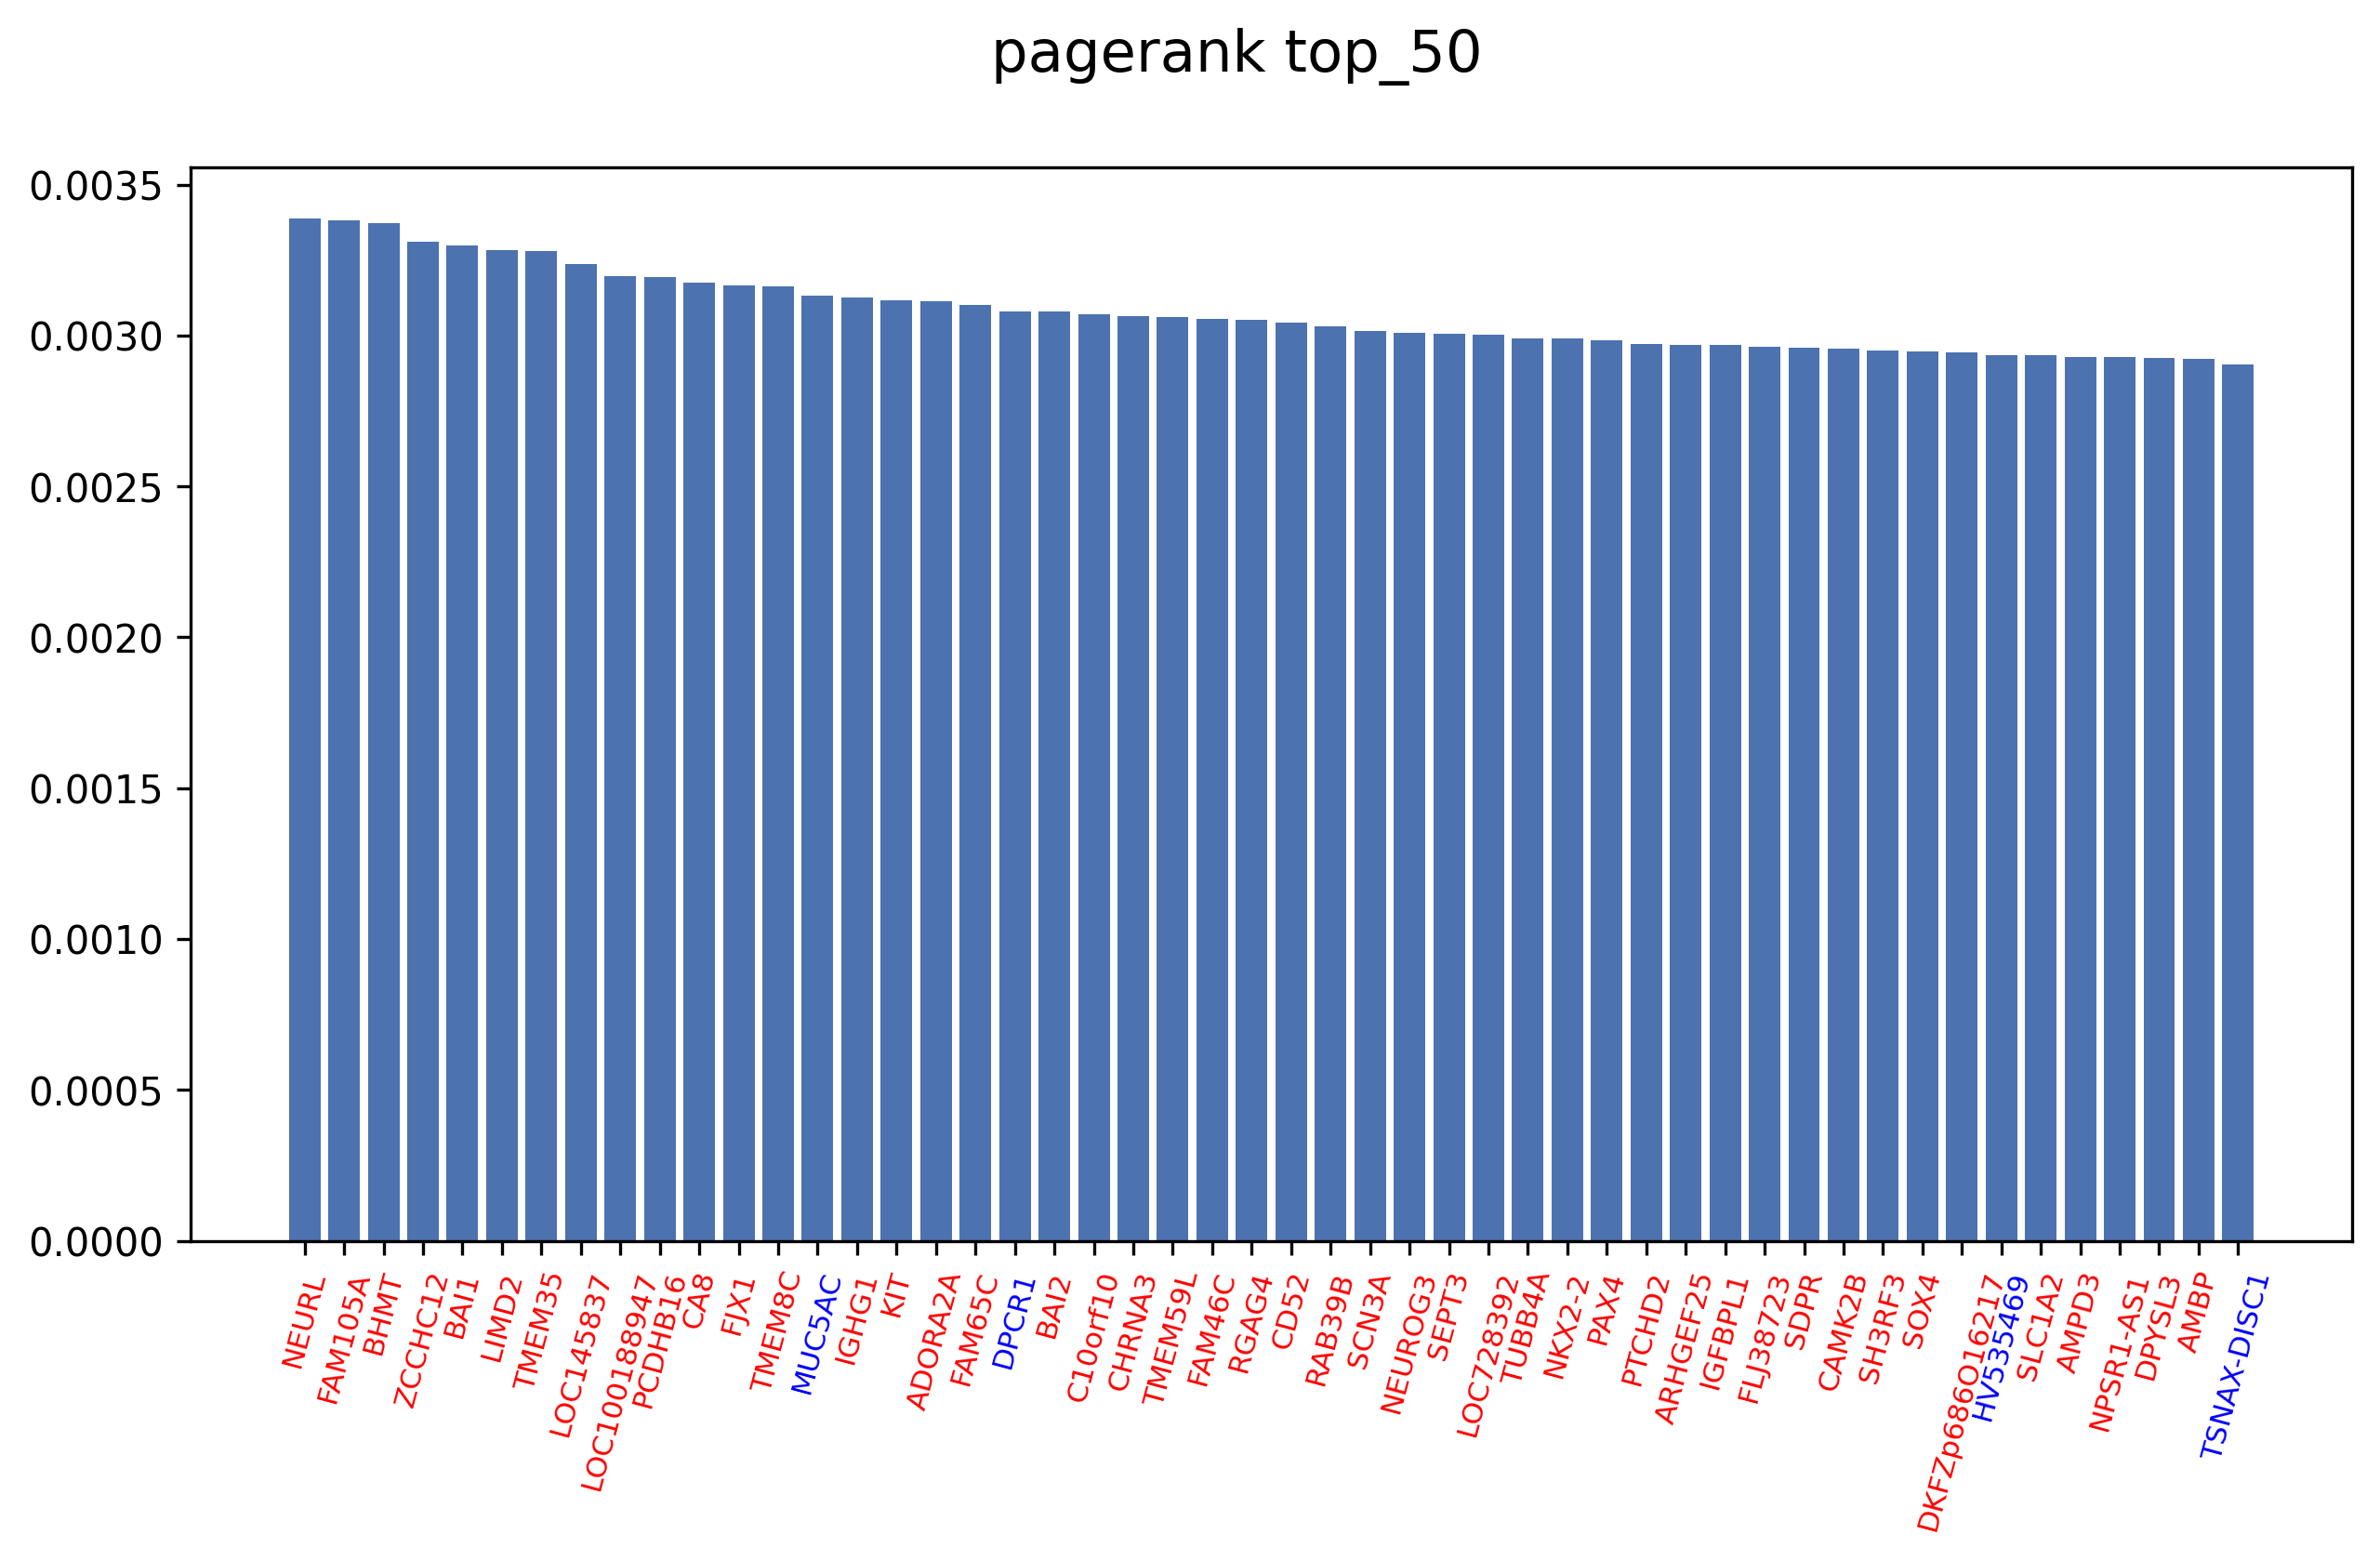 pagerank top_50
0.0035
0.0030
0.0025
0.0020
0.0015
0.0010
0.0005
0.0000
NEURL
FAM105A
BHMT
ZCCHC12
BAI1
LIMD2
TMEM35
LOC145837
LOC100188947
PCDHB16
CA8
FJX1
TMEM8C
MUC5AC
IGHG1
KIT
ADORA2A
FAM65C
DPCR1
BAI2
C10orf10
CHRNA3
TMEM59L
FAM46C
RGAG4
CD52
RAB39B
SCN3A
NEUROG3
SEPT3
LOC728392
TUBB4A
NKX2-2
PAX4
PTCHD2
ARHGEF25
IGFBPL1
FLJ38723
SDPR
CAMK2B
SH3RF3
SOX4
DKFZp686O16217
HV535469
SLC1A2
AMPD3
NPSR1-AS1
DPYSL3
AMBP
TSNAX-DISC1